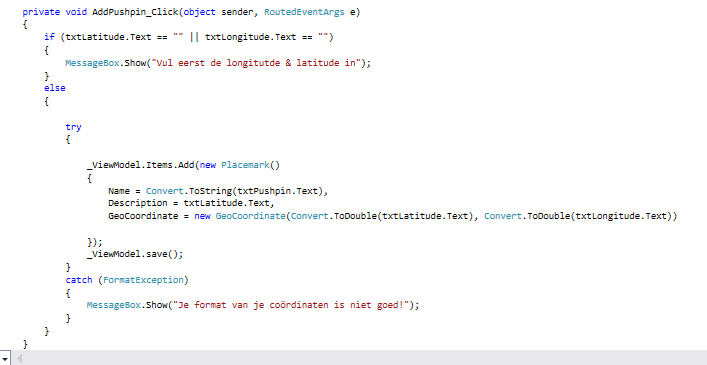 private void AddPushpin_Click(object sender, RoutedEventArgs e)
{
if (txtLatitude.Text == "" || txtLongitude.Text == "")
{
MessageBox.Show("Vul eerst de longitutde & latitude in");
}
else
{
try
{
_ViewModel.Items.Add(new Placemark()
{
Name = Convert.ToString(txtPushpin.Text),
Description = txtLatitude.Text,
GeoCoordinate = new GeoCoordinate(Convert.ToDouble(txtLatitude.Text), Convert.ToDouble(txtLongitude.Text))
});
_ViewModel.save();
}
catch (FormatException)
{
MessageBox.Show("Je format van je coördinaten is niet goed!");
}
}
}